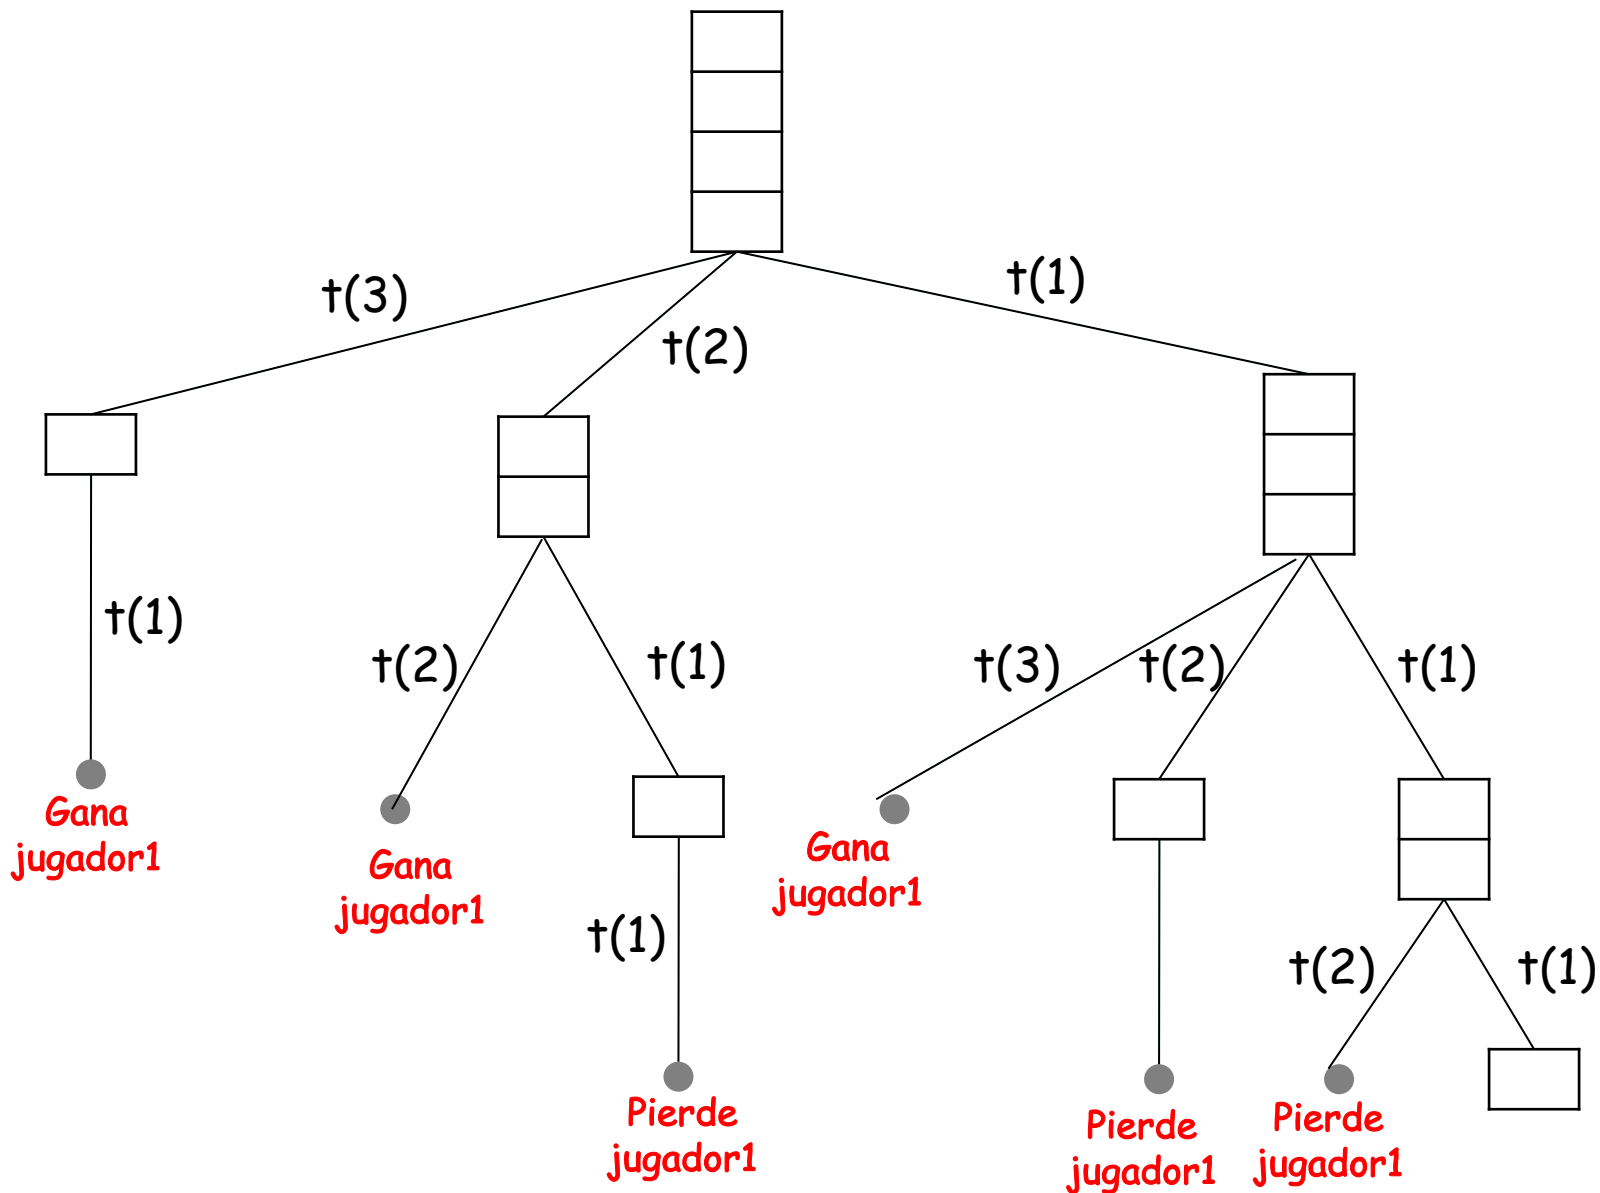 t(1)
t(3)
t(2)
t(1)
t(2)
t(1)
t(3)
t(2)
t(1)
Gana
jugador1
Gana
jugador1
Gana
jugador1
t(1)
t(2)
t(1)
Pierde
jugador1
Pierde
jugador1
Pierde
jugador1